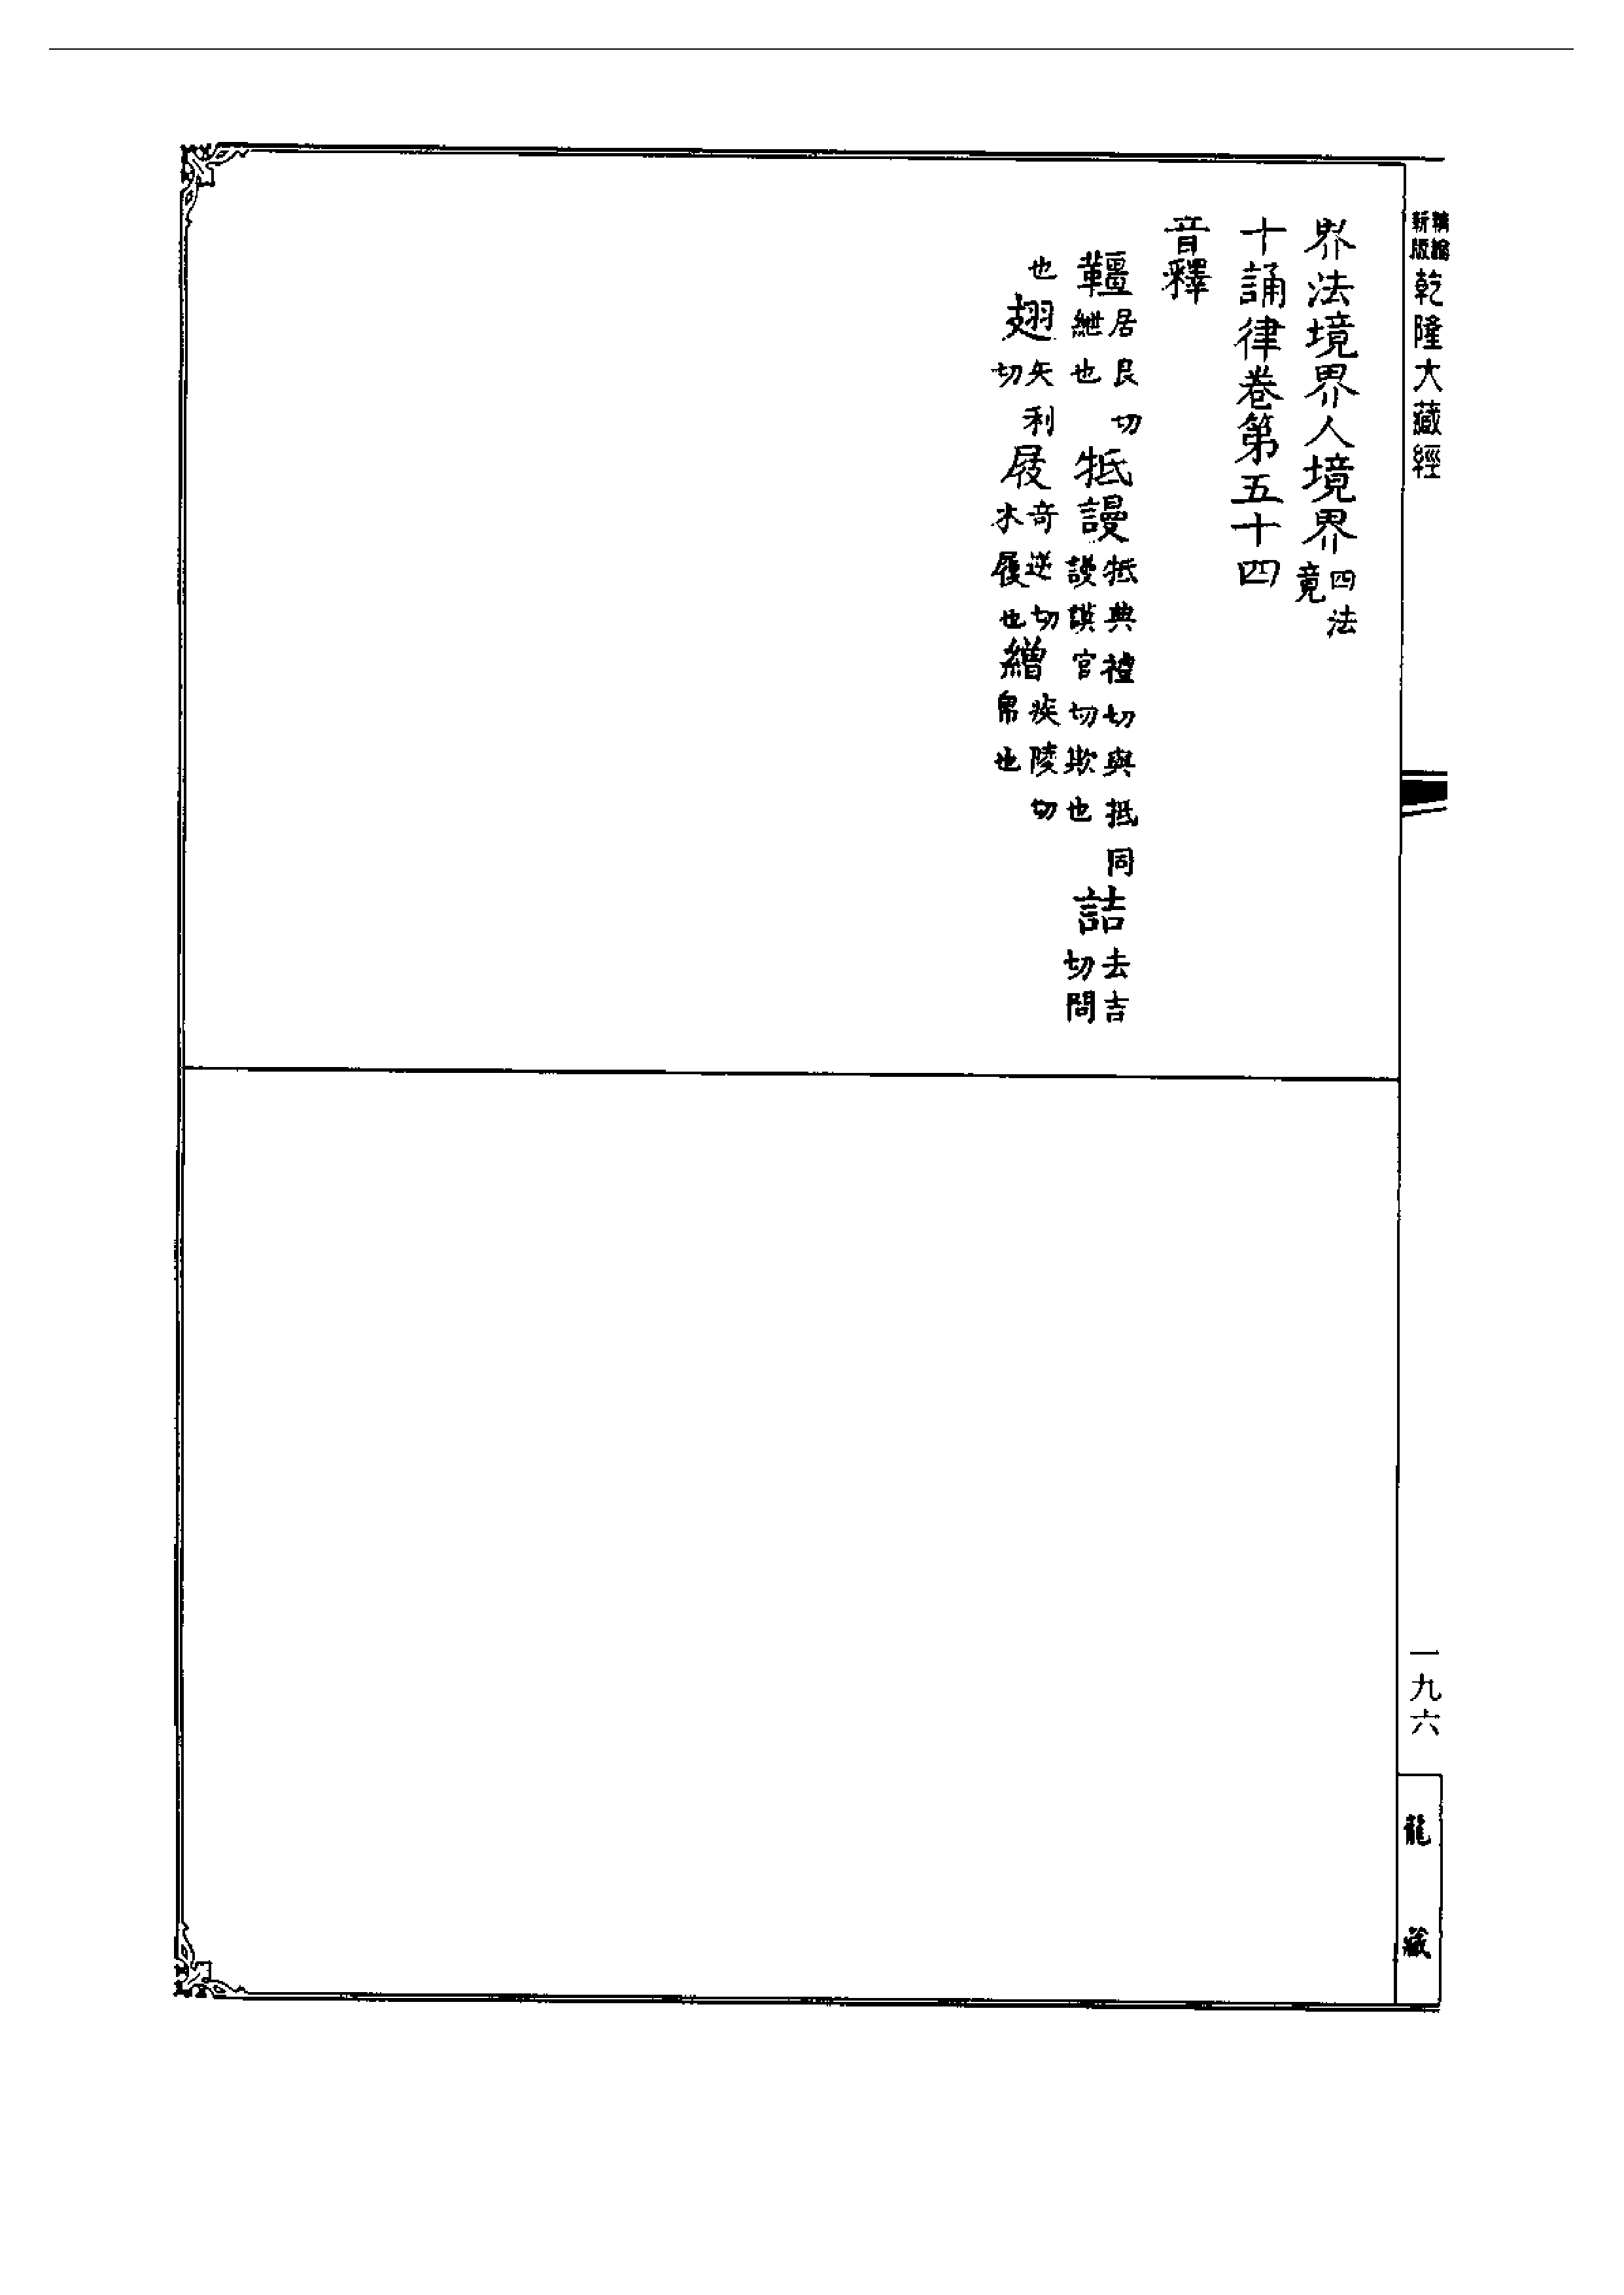 精縮新版乾隆大藏經
界法境界人境界四法竟
十誦律卷第五十四
音釋
韁居良切紲也牴謾牴典禮切與抵同謾謨官切欺也詰去吉切問
也翅矢利切屐奇逆切木履也繒疾陵切帛也
一九六
龍藏